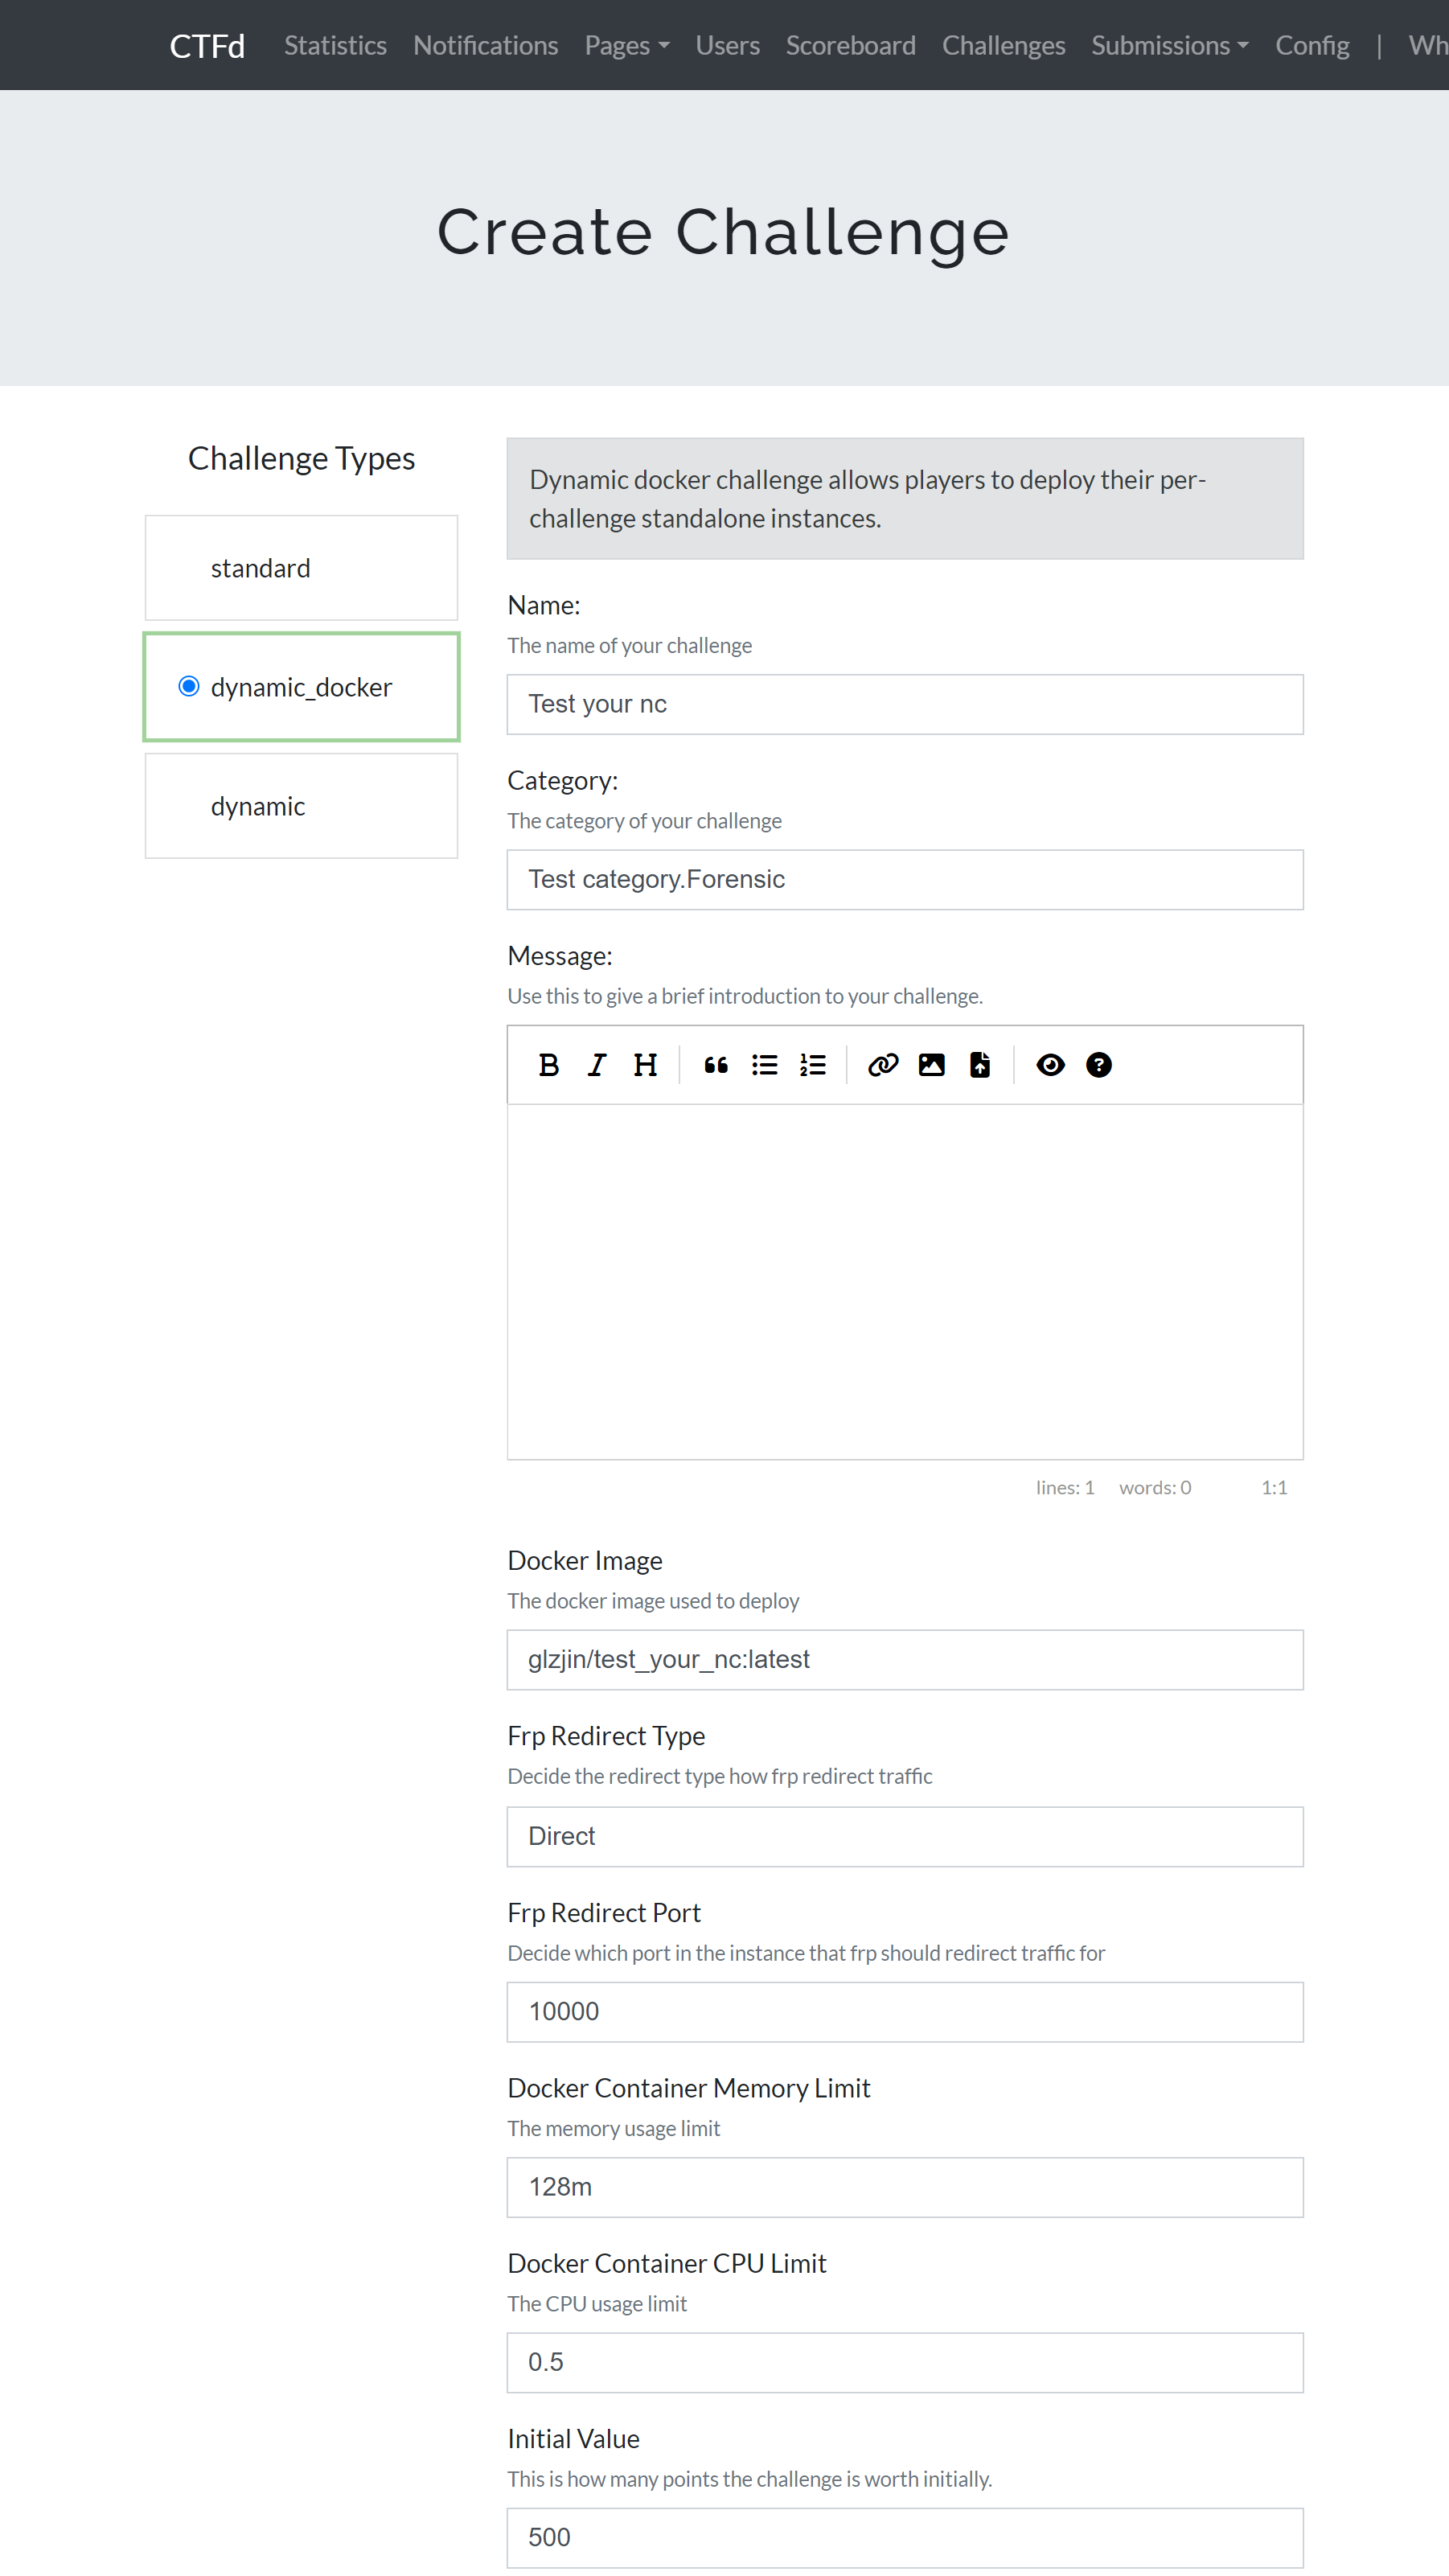 CTFd Statistics Notifications Pages Users Scoreboard Challenges Submissions Config | Wh
Create Challenge
Challenge Types
standard
dynamic_docker
dynamic
Dynamic docker challenge allows players to deploy their per-
challenge standalone instances.
Name:
The name of your challenge
Test your nc
Category:
The category of your challenge
Test category.Forensic
Message:
Use this to give a brief introduction to your challenge.
B I H
lines: 1 words: 0 1:1
Docker Image
The docker image used to deploy
glzjin/test_your_nc:latest
Frp Redirect Type
Decide the redirect type how frp redirect traffic
Direct
Frp Redirect Port
Decide which port in the instance that frp should redirect traffic for
10000
Docker Container Memory Limit
The memory usage limit
128m
Docker Container CPU Limit
The CPU usage limit
0.5
Initial Value
This is how many points the challenge is worth initially.
500